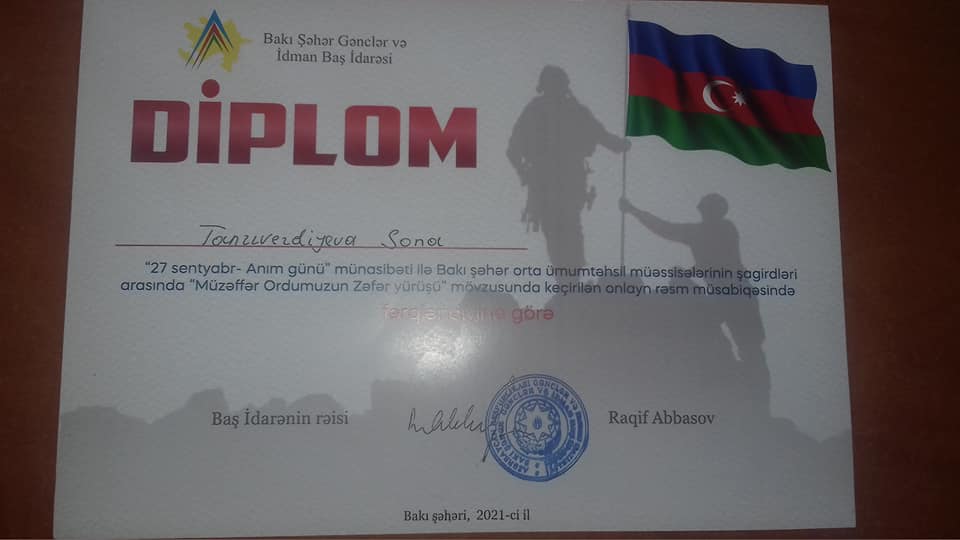 Bakı Şəhər Gənclər və
İdman Baş İdarəsi
DİPLOM
Tanrıverdiyeva Sona
"27 sentyabr- Anım günü" münasibəti ilə Bakı şəhər orta ümumtəhsil müəssisələrinin şagirdləri
arasında "Müzəffər Ordumuzun Zəfər yürüşü" mövzusunda keçirilən onlayn rəsm müsabiqəsində
fərqləndiyinə görə
Baş İdarənin rəisi
Raqif Abbasov
Bakı şəhəri, 2021-ci il